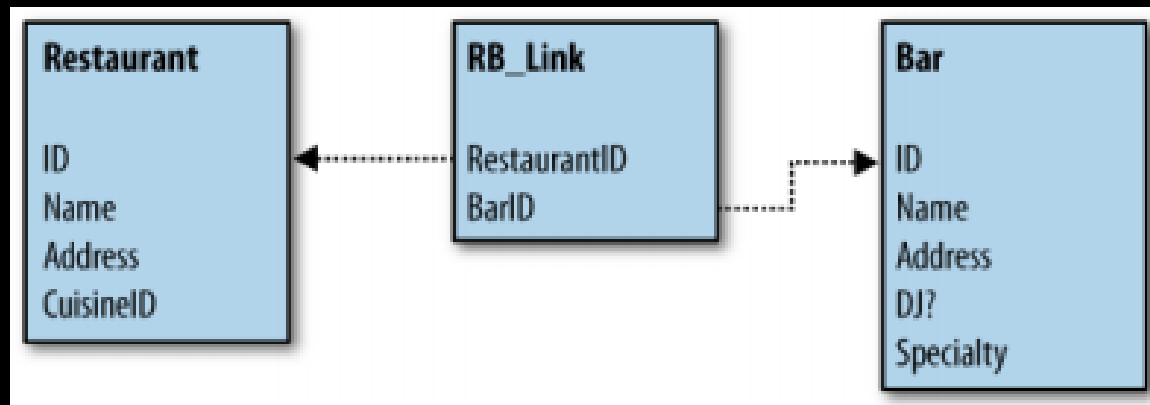 Restaurant
ID
Name
Address
CuisineID
RB_Link
RestaurantID
BarID
Bar
ID
Name
Address
DJ?
Specialty